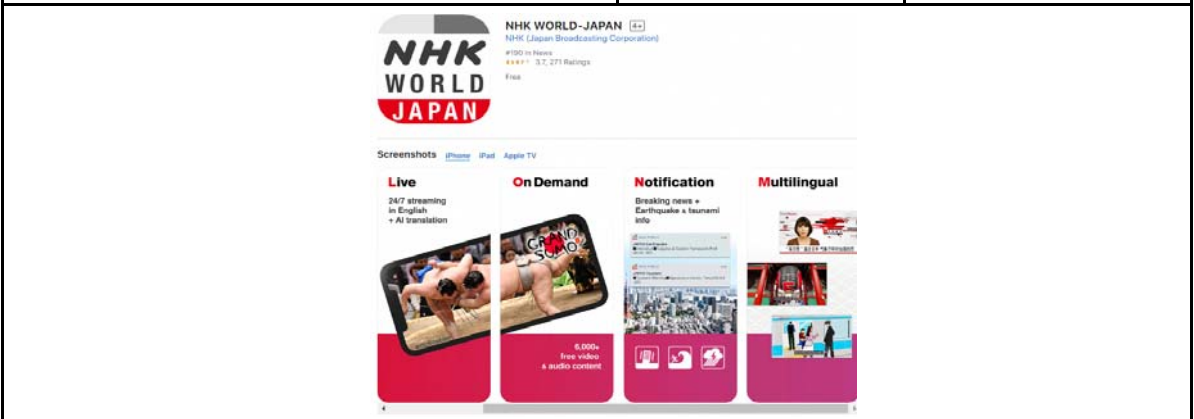 NHK
WORLD
JAPAN
NHK WORLD-JAPAN 4+
NHK (Japan Broadcasting Corporation)
#190 in News
3.7, 271 Ratings
Free
Screenshots iPhone iPad Apple TV
Live
24/7 streaming
in English
+ AI translation
On Demand
GRAND
SUMO
6,000+
free video
& audio content
Notification
Breaking news +
Earthquake & tsunami
info
Multilingual